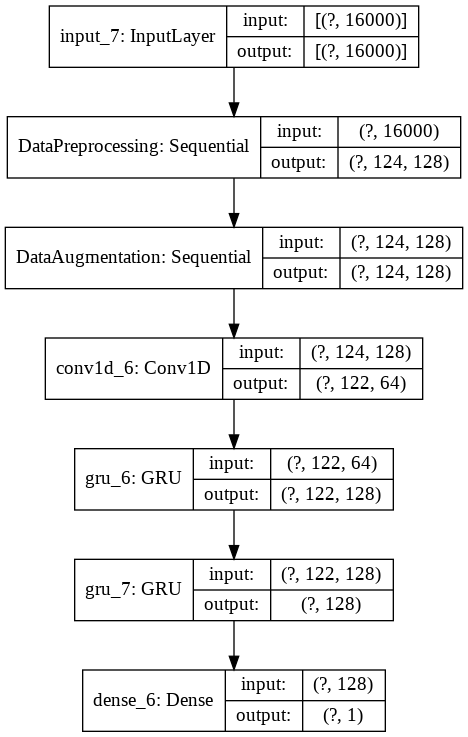 input_7: InputLayer
input: [(?, 16000)]
output: [(?, 16000)]
DataPreprocessing: Sequential
input: (?, 16000)
output: (?, 124, 128)
DataAugmentation: Sequential
input: (?, 124, 128)
output: (?, 124, 128)
conv1d_6: Conv1D
input: (?, 124, 128)
output: (?, 122, 64)
gru_6: GRU
input: (?, 122, 64)
output: (?, 122, 128)
gru_7: GRU
input: (?, 122, 128)
output: (?, 128)
dense_6: Dense
input: (?, 128)
output: (?, 1)